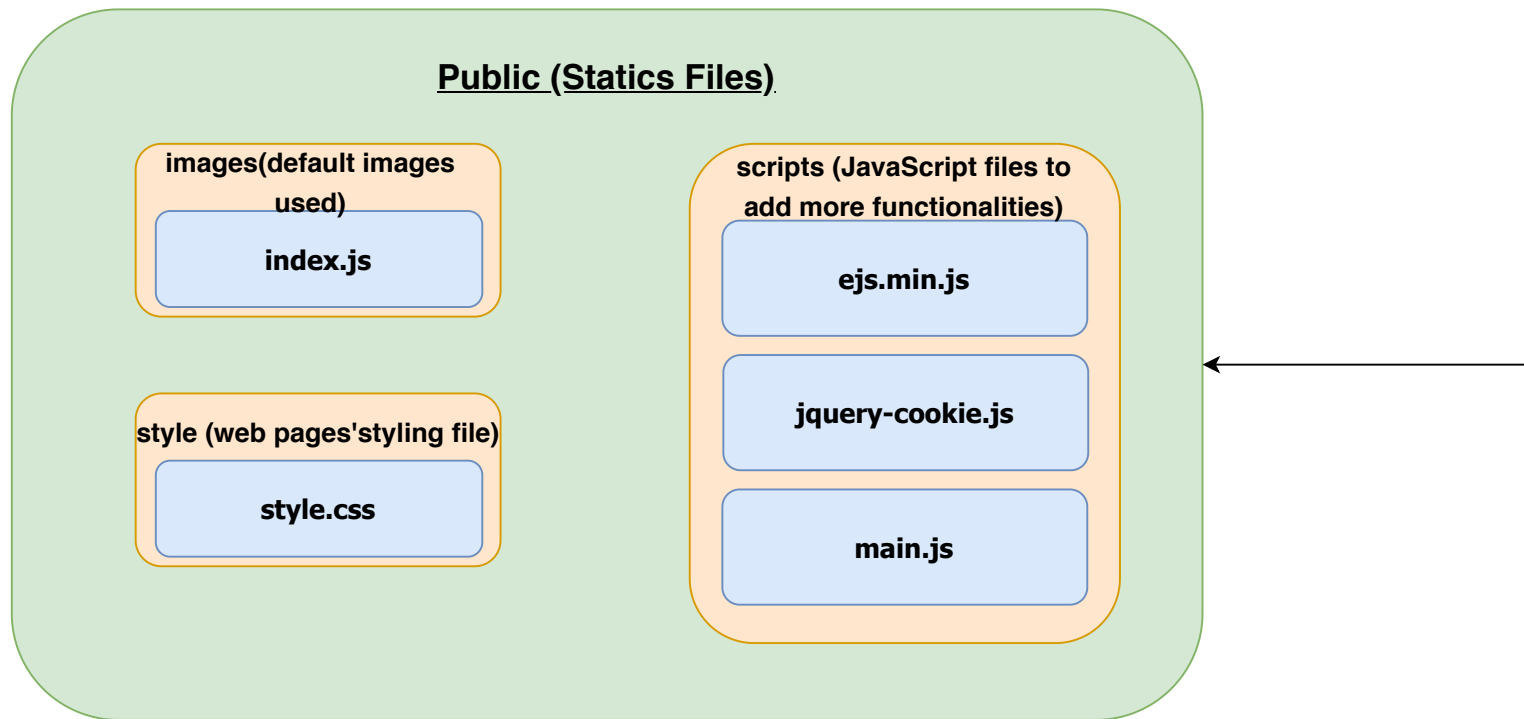 Public (Statics Files)
images(default images
used)
index.js
style (web pages'styling file)
style.css
scripts (JavaScript files to
add more functionalities)
ejs.min.js
jquery-cookie.js
main.js